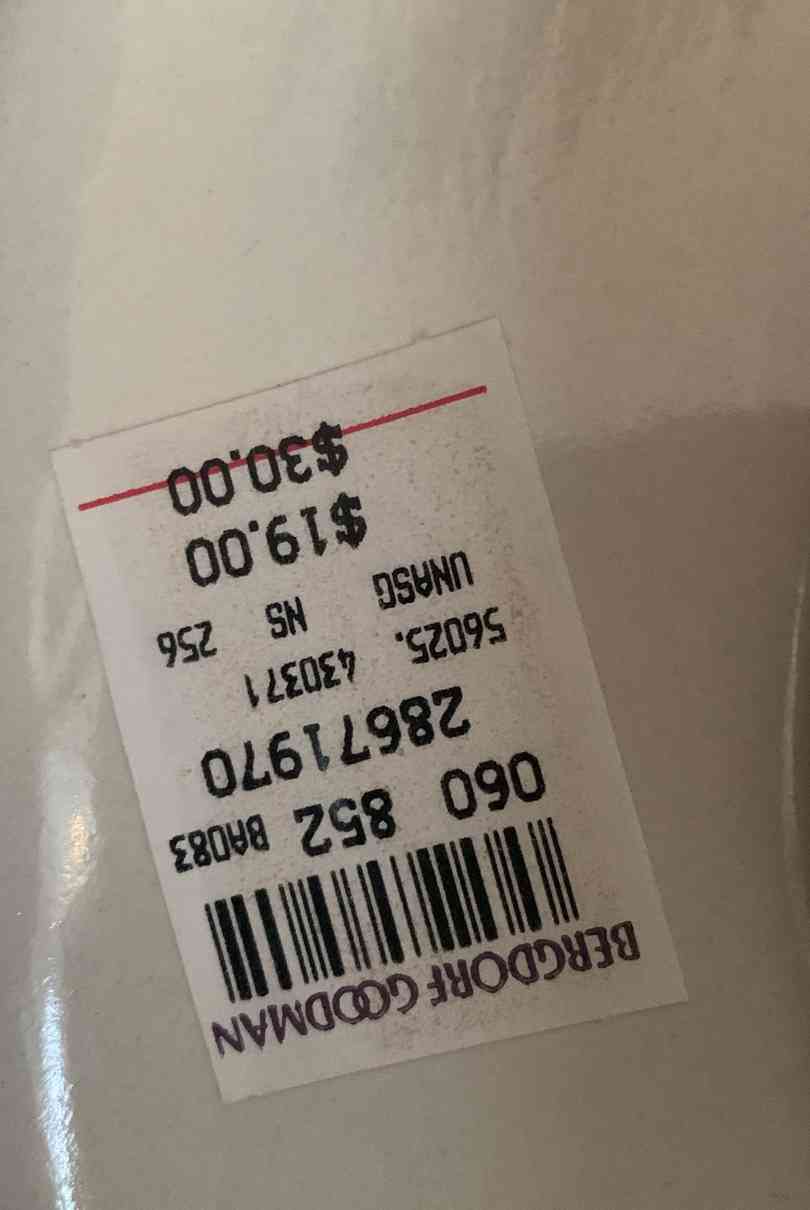 BERGDORF GOODMAN
060 852 BA083
28671970
56025. 430371
UNASG NS 256
$19.00
$30.00